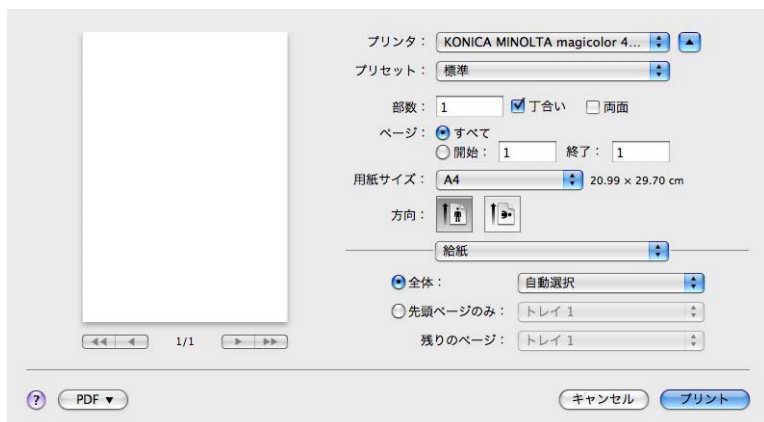 プリンタ： KONICA MINOLTA magicolor 4...
プリセット： 標準
部数： 1 丁合い 両面
ページ： すべて
開始： 1 終了： 1
用紙サイズ： A4 20.99 × 29.70 cm
方向：
給紙
全体： 自動選択
先頭ページのみ： トレイ 1
残りのページ： トレイ 1
1/1
? PDF ▼ キャンセル プリント